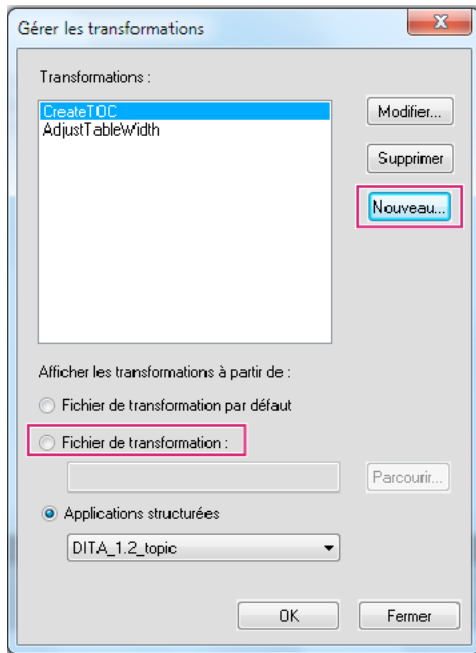 Gérer les transformations
X
Transformations :
CreateTOC
AdjustTableWidth
Modifier...
Supprimer
Nouveau...
Afficher les transformations à partir de :
Fichier de transformation par défaut
Fichier de transformation :
Parcourir...
Applications structurées
DITA_1.2_topic
OK
Fermer